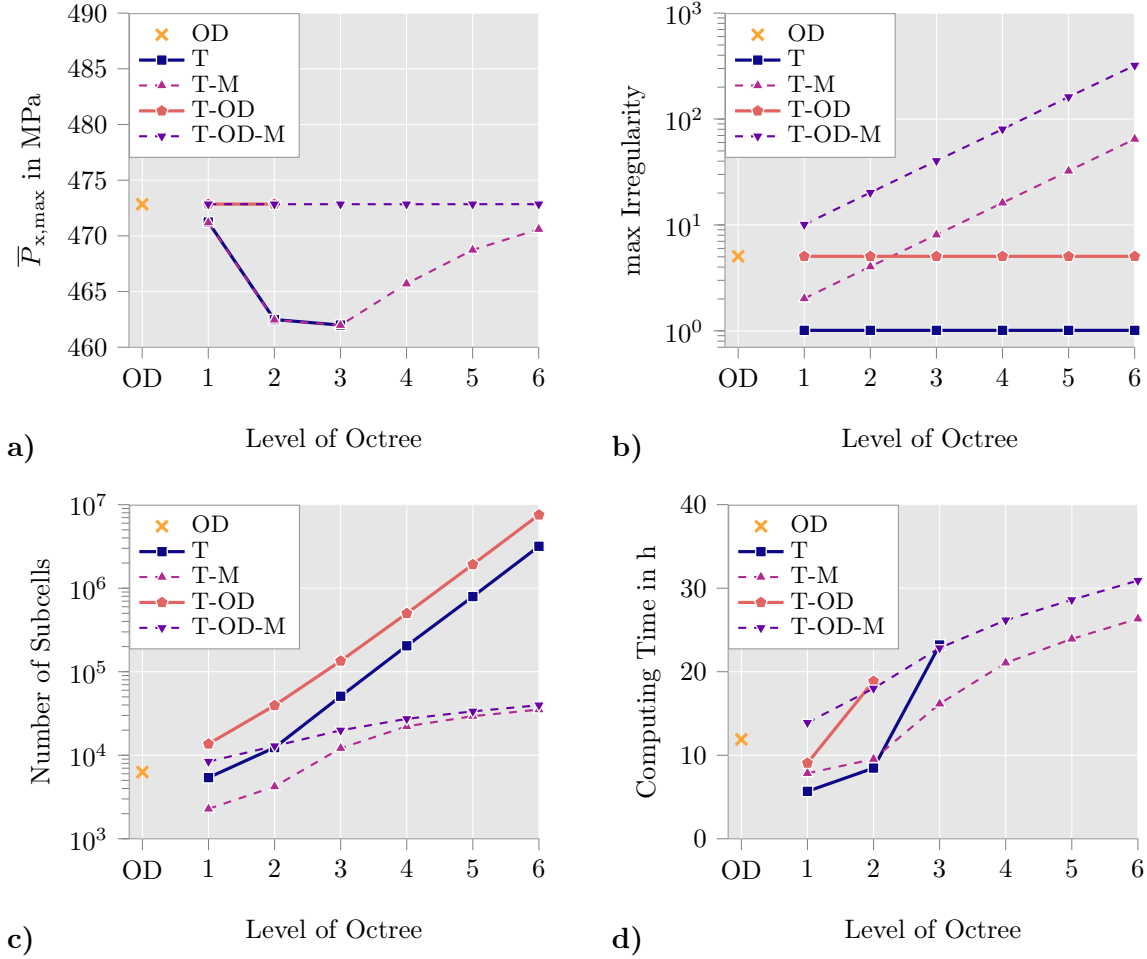 490
485
480
475
470
465
460
P̅x,max in MPa
OD
T
T-M
T-OD
T-OD-M
OD 1 2 3 4 5 6
Level of Octree
a)
10³
10²
10¹
10⁰
max Irregularity
OD
T
T-M
T-OD
T-OD-M
OD 1 2 3 4 5 6
Level of Octree
b)
10⁷
10⁶
10⁵
10⁴
10³
Number of Subcells
OD
T
T-M
T-OD
T-OD-M
OD 1 2 3 4 5 6
Level of Octree
c)
40
30
20
10
0
Computing Time in h
OD
T
T-M
T-OD
T-OD-M
OD 1 2 3 4 5 6
Level of Octree
d)